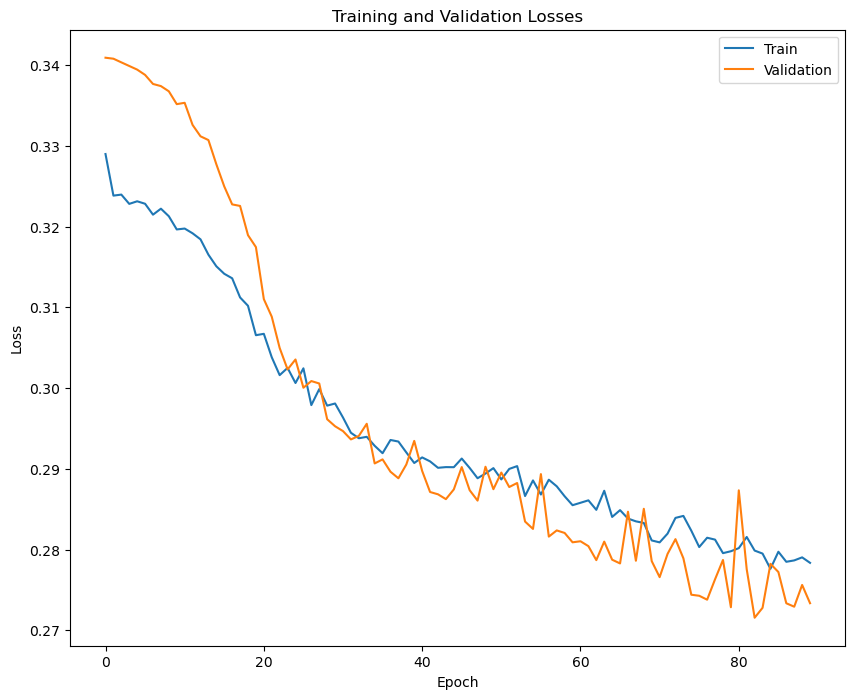 Training and Validation Losses
Train
Validation
0.34
0.33
0.32
0.31
0.30
0.29
0.28
0.27
Loss
0
20
40
60
80
Epoch